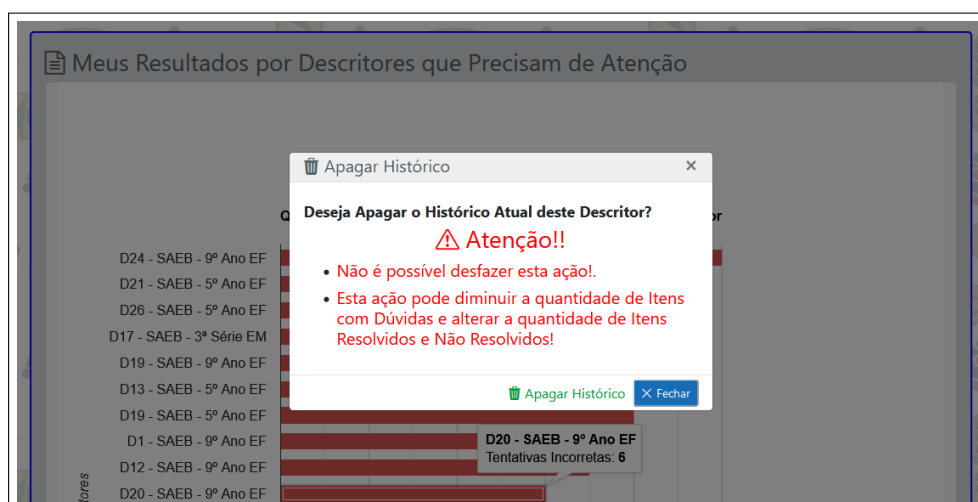 Meus Resultados por Descritores que Precisam de Atenção
Apagar Histórico ×
Deseja Apagar o Histórico Atual deste Descritor?
Atenção!!
• Não é possível desfazer esta ação!.
• Esta ação pode diminuir a quantidade de Itens
com Dúvidas e alterar a quantidade de Itens
Resolvidos e Não Resolvidos!
Apagar Histórico × Fechar
D24 - SAEB - 9º Ano EF
D21 - SAEB - 5º Ano EF
D26 - SAEB - 5º Ano EF
D17 - SAEB - 3ª Série EM
D19 - SAEB - 9º Ano EF
D13 - SAEB - 5º Ano EF
D19 - SAEB - 5º Ano EF
D1 - SAEB - 9º Ano EF
D12 - SAEB - 9º Ano EF
D20 - SAEB - 9º Ano EF
D20 - SAEB - 9º Ano EF
Tentativas Incorretas: 6